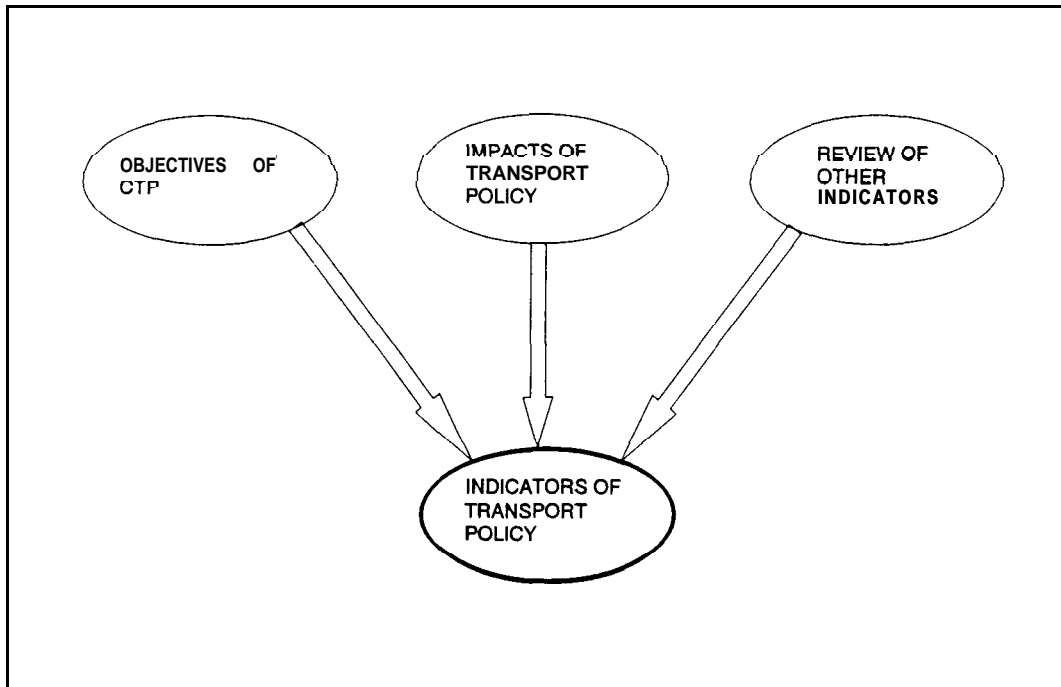 OBJECTIVES OF
CTP
IMPACTS OF
TRANSPORT
POLICY
REVIEW OF
OTHER
INDICATORS
INDICATORS OF
TRANSPORT
POLICY